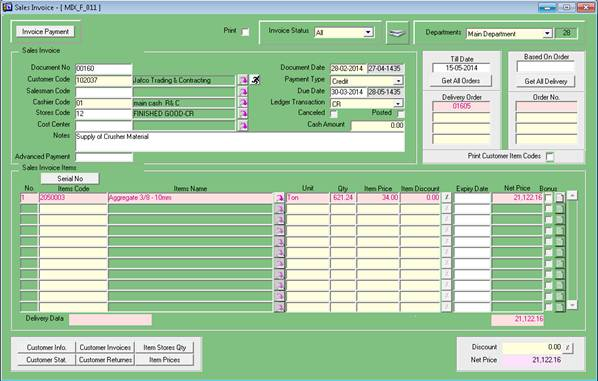 Sales Invoice - [ MIX_F_011 ]
Invoice Payment
Print
Invoice Status All
Departments Main Department 28
Sales Invoice
Document No 00160
Document Date 28-02-2014 27-04-1435
Customer Code 102037 Jafco Trading & Contracting
Payment Type Credit
Salesman Code
Due Date 30-03-2014 28-05-1435
Cashier Code 01 main cash R& C
Ledger Transaction CR
Stores Code 12 FINISHED GOOD-CR
Canceled Posted
Cost Center
Cash Amount 0.00
Notes Supply of Crusher Material
Advanced Payment
Till Date
15-05-2014
Get All Orders
Delivery Order
01605
Based On Order
Get All Delivery
Order No.
Print Customer Item Codes
Sales Invoice Items
Serial No
No. Items Code Items Name Unit Qty Item Price Item Discount Expiry Date Net Price Bonus
1 2050003 Aggregate 3/8 - 10mm Ton 621.24 34.00 0.00 % 21,122.16
Delivery Data 21,122.16
Customer Info. Customer Invoices Item Stores Qty
Customer Stat. Customer Returnes Item Prices
Discount 0.00 %
Net Price 21,122.16